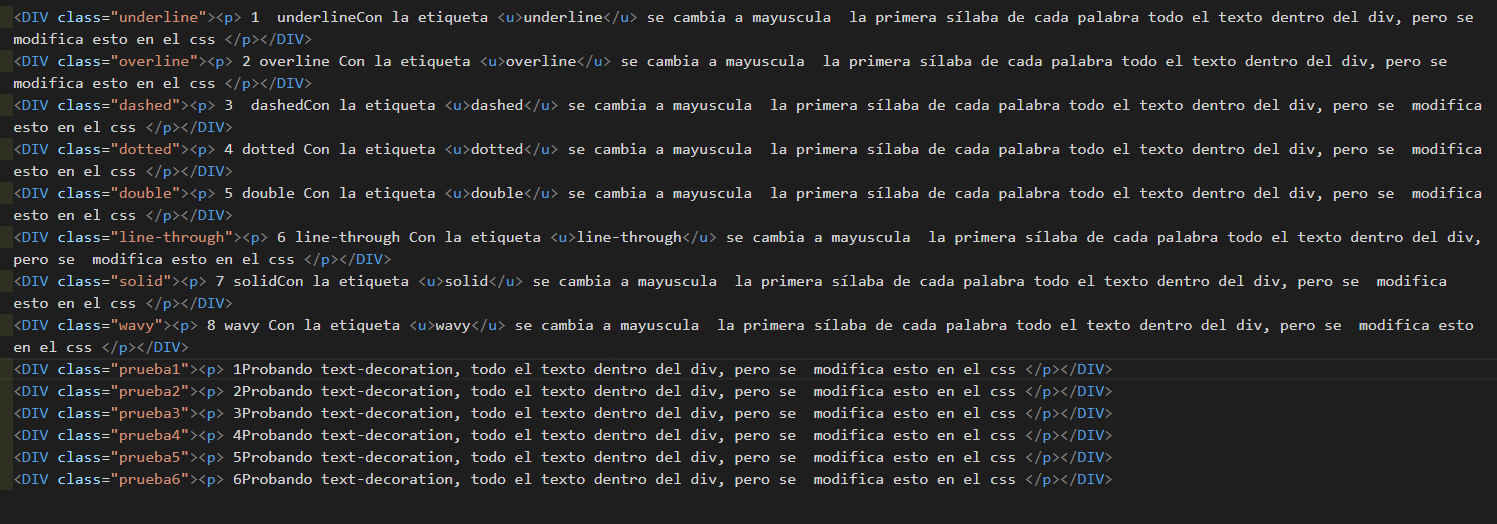 <DIV class="underline"><p> 1  underlineCon la etiqueta <u>underline</u> se cambia a mayuscula  la primera sílaba de cada palabra todo el texto dentro del div, pero se
modifica esto en el css </p></DIV>
<DIV class="overline"><p> 2 overline Con la etiqueta <u>overline</u> se cambia a mayuscula  la primera sílaba de cada palabra todo el texto dentro del div, pero se
modifica esto en el css </p></DIV>
<DIV class="dashed"><p> 3  dashedCon la etiqueta <u>dashed</u> se cambia a mayuscula  la primera sílaba de cada palabra todo el texto dentro del div, pero se  modifica
esto en el css </p></DIV>
<DIV class="dotted"><p> 4 dotted Con la etiqueta <u>dotted</u> se cambia a mayuscula  la primera sílaba de cada palabra todo el texto dentro del div, pero se  modifica
esto en el css </p></DIV>
<DIV class="double"><p> 5 double Con la etiqueta <u>double</u> se cambia a mayuscula  la primera sílaba de cada palabra todo el texto dentro del div, pero se  modifica
esto en el css </p></DIV>
<DIV class="line-through"><p> 6 line-through Con la etiqueta <u>line-through</u> se cambia a mayuscula  la primera sílaba de cada palabra todo el texto dentro del div,
pero se  modifica esto en el css </p></DIV>
<DIV class="solid"><p> 7 solidCon la etiqueta <u>solid</u> se cambia a mayuscula  la primera sílaba de cada palabra todo el texto dentro del div, pero se  modifica
esto en el css </p></DIV>
<DIV class="wavy"><p> 8 wavy Con la etiqueta <u>wavy</u> se cambia a mayuscula  la primera sílaba de cada palabra todo el texto dentro del div, pero se  modifica esto
en el css </p></DIV>
<DIV class="prueba1"><p> 1Probando text-decoration, todo el texto dentro del div, pero se  modifica esto en el css </p></DIV>
<DIV class="prueba2"><p> 2Probando text-decoration, todo el texto dentro del div, pero se  modifica esto en el css </p></DIV>
<DIV class="prueba3"><p> 3Probando text-decoration, todo el texto dentro del div, pero se  modifica esto en el css </p></DIV>
<DIV class="prueba4"><p> 4Probando text-decoration, todo el texto dentro del div, pero se  modifica esto en el css </p></DIV>
<DIV class="prueba5"><p> 5Probando text-decoration, todo el texto dentro del div, pero se  modifica esto en el css </p></DIV>
<DIV class="prueba6"><p> 6Probando text-decoration, todo el texto dentro del div, pero se  modifica esto en el css </p></DIV>